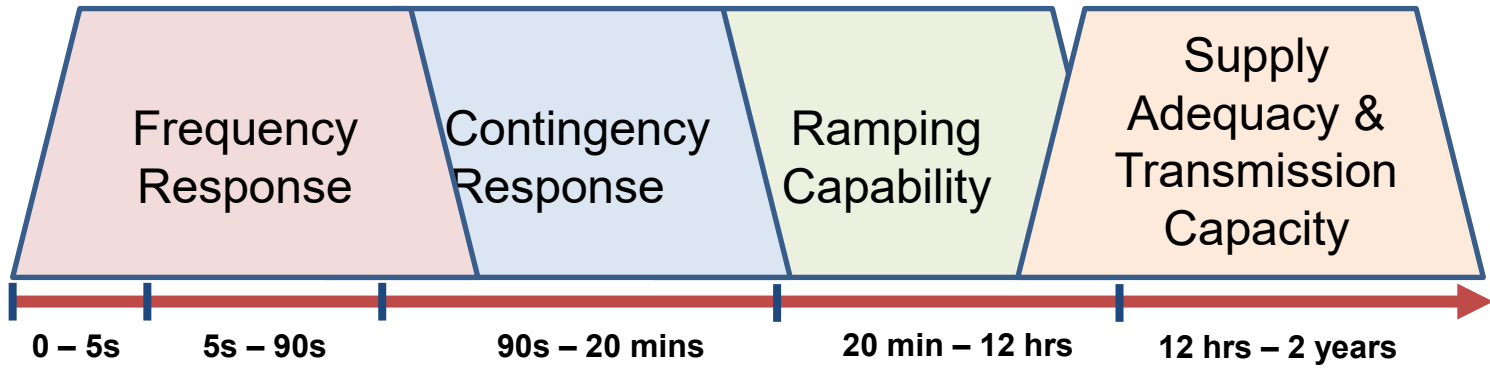 Frequency
Response
Contingency
Response
Ramping
Capability
Supply
Adequacy &
Transmission
Capacity
0 – 5s
5s – 90s
90s – 20 mins
20 min – 12 hrs
12 hrs – 2 years